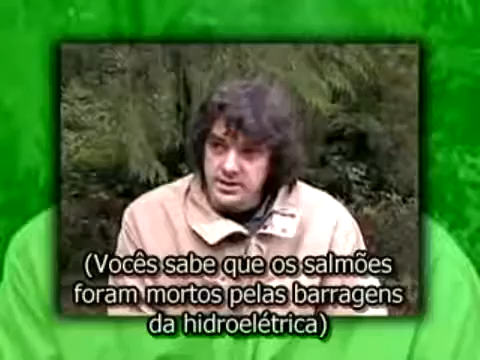 (Vocês sabe que os salmões
foram mortos pelas barragens
da hidroelétrica)